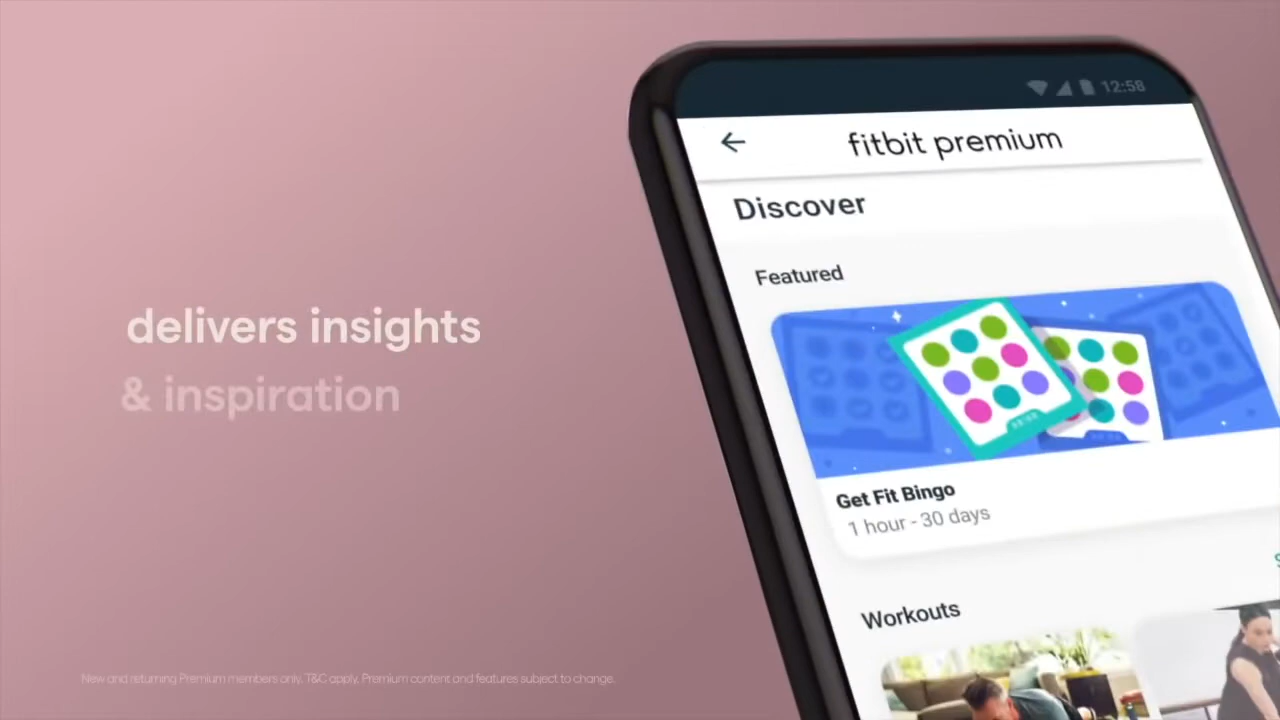 delivers insights
& inspiration
New and returning Premium members only. T&C apply. Premium content and features subject to change.
12:58
fitbit premium
Discover
Featured
Get Fit Bingo
1 hour - 30 days
Workouts